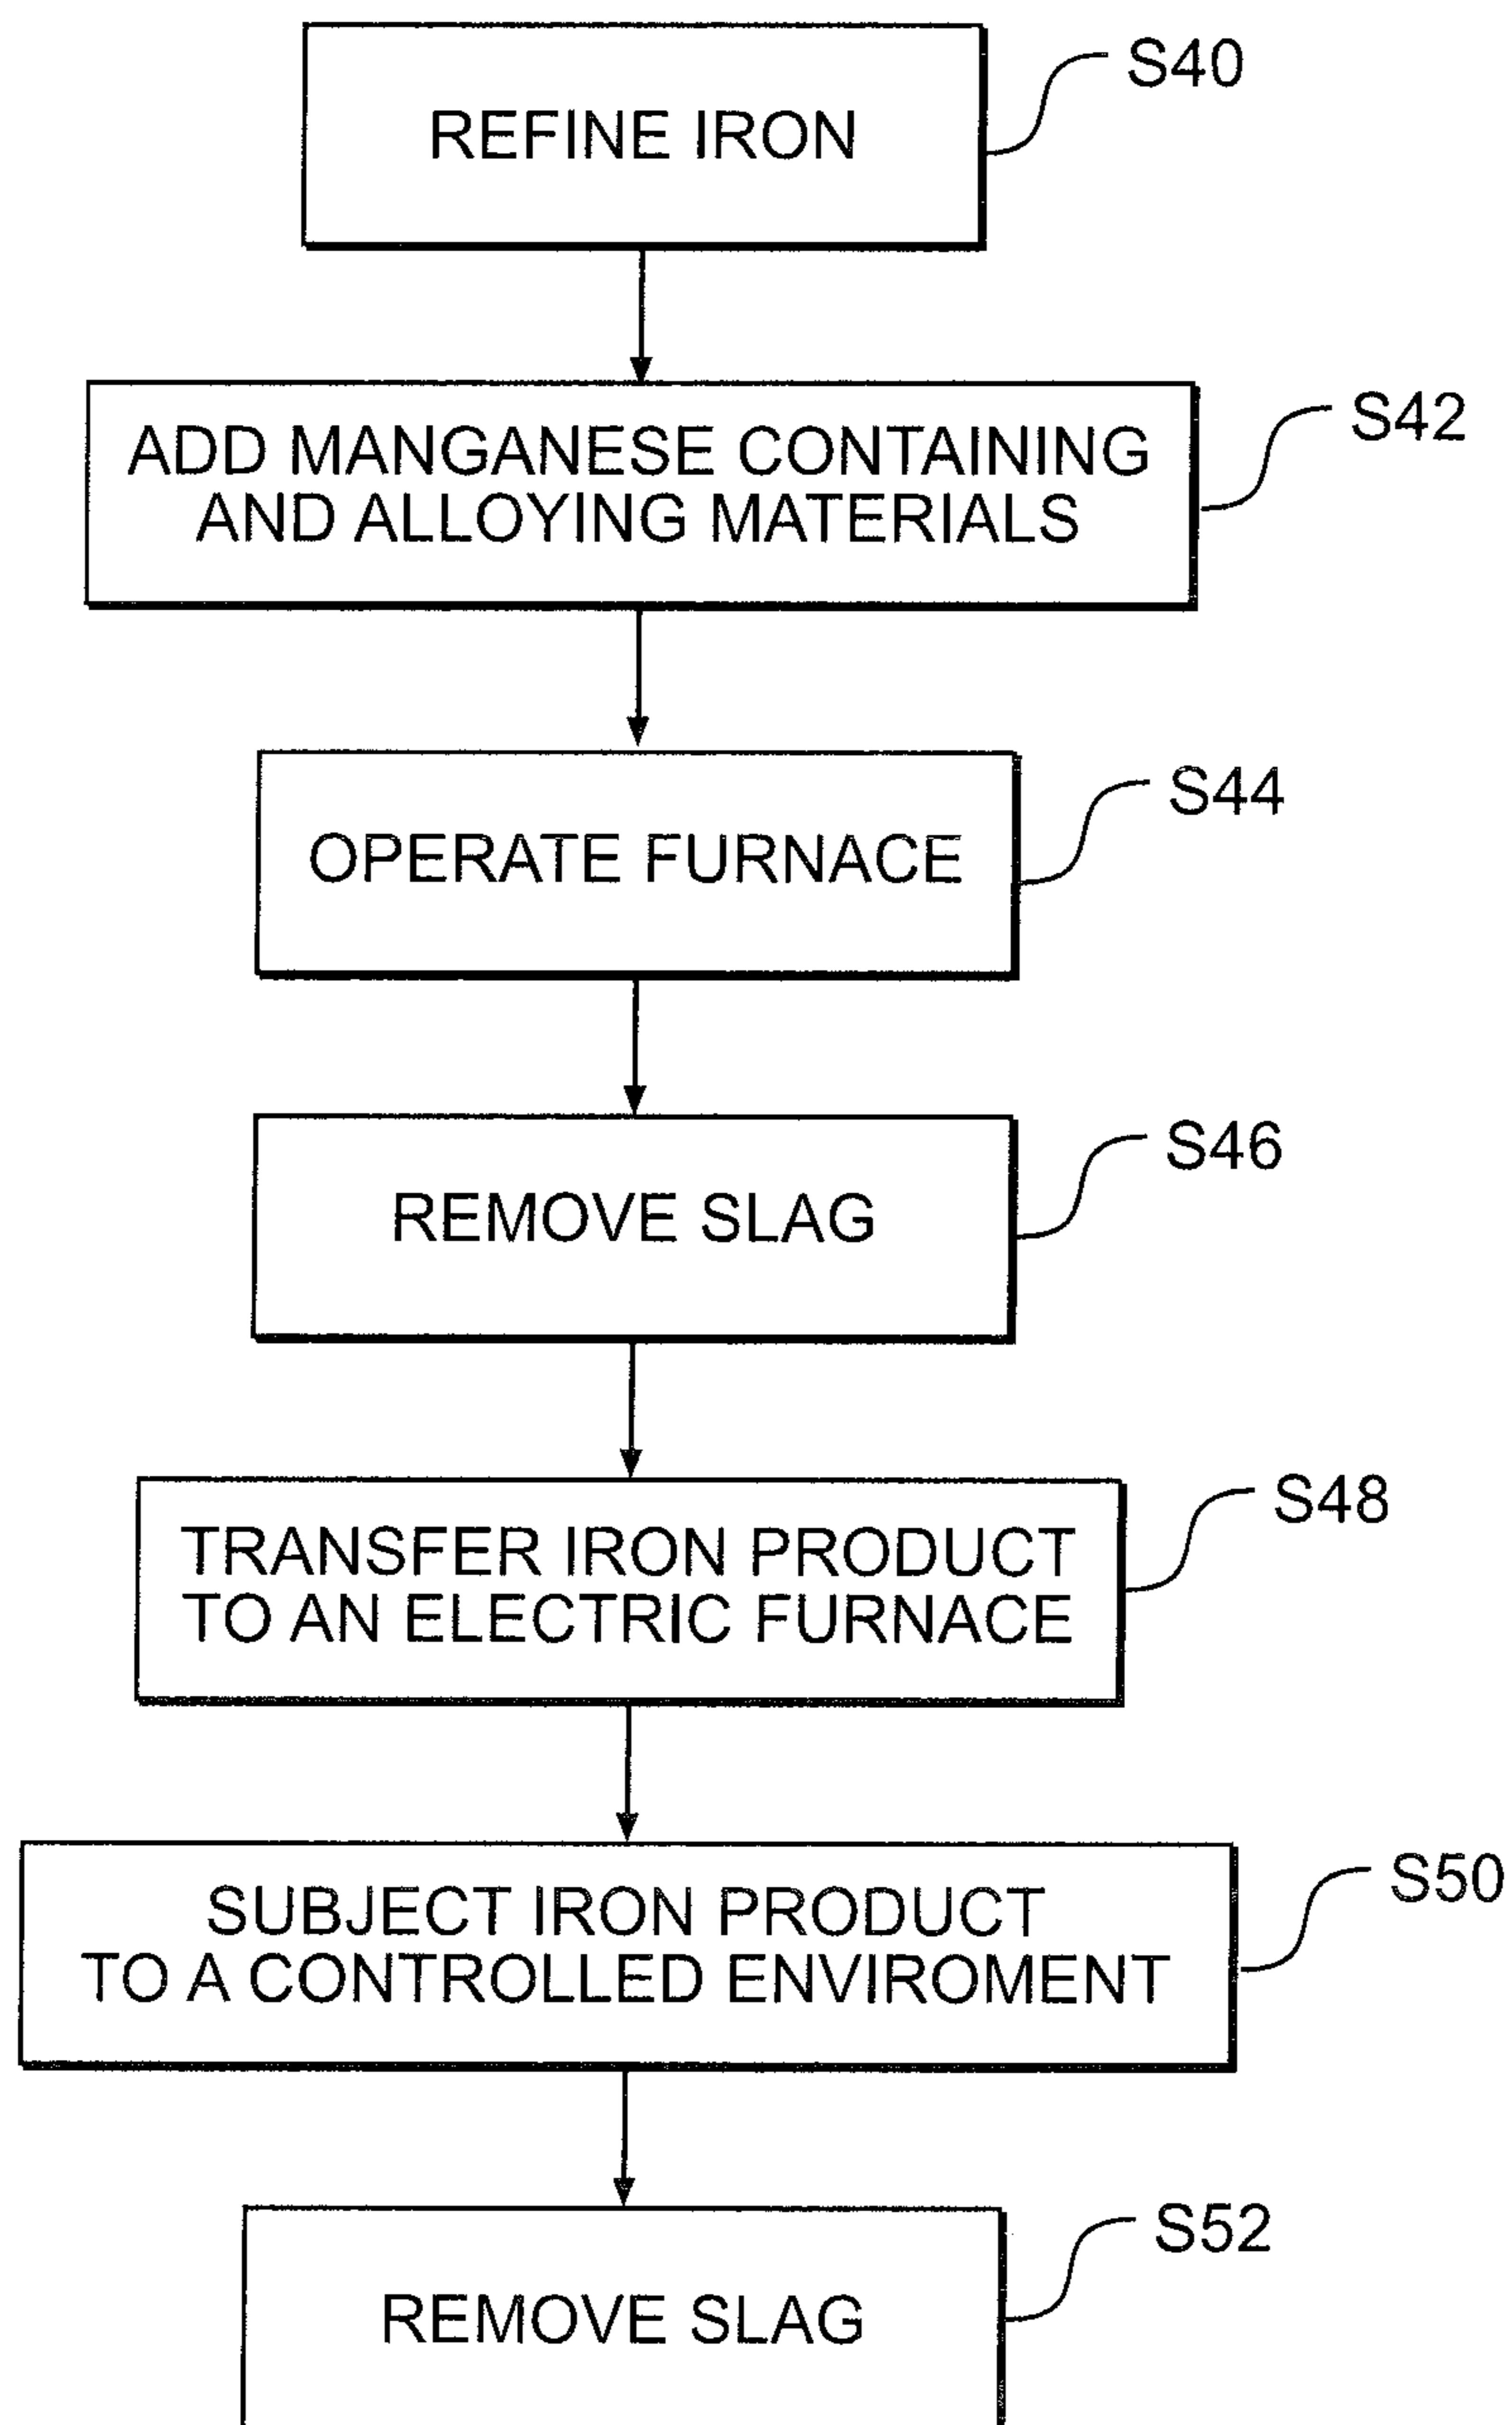 S40
REFINE IRON
S42
ADD MANGANESE CONTAINING
AND ALLOYING MATERIALS
S44
OPERATE FURNACE
S46
REMOVE SLAG
S48
TRANSFER IRON PRODUCT
TO AN ELECTRIC FURNACE
S50
SUBJECT IRON PRODUCT
TO A CONTROLLED ENVIROMENT
S52
REMOVE SLAG